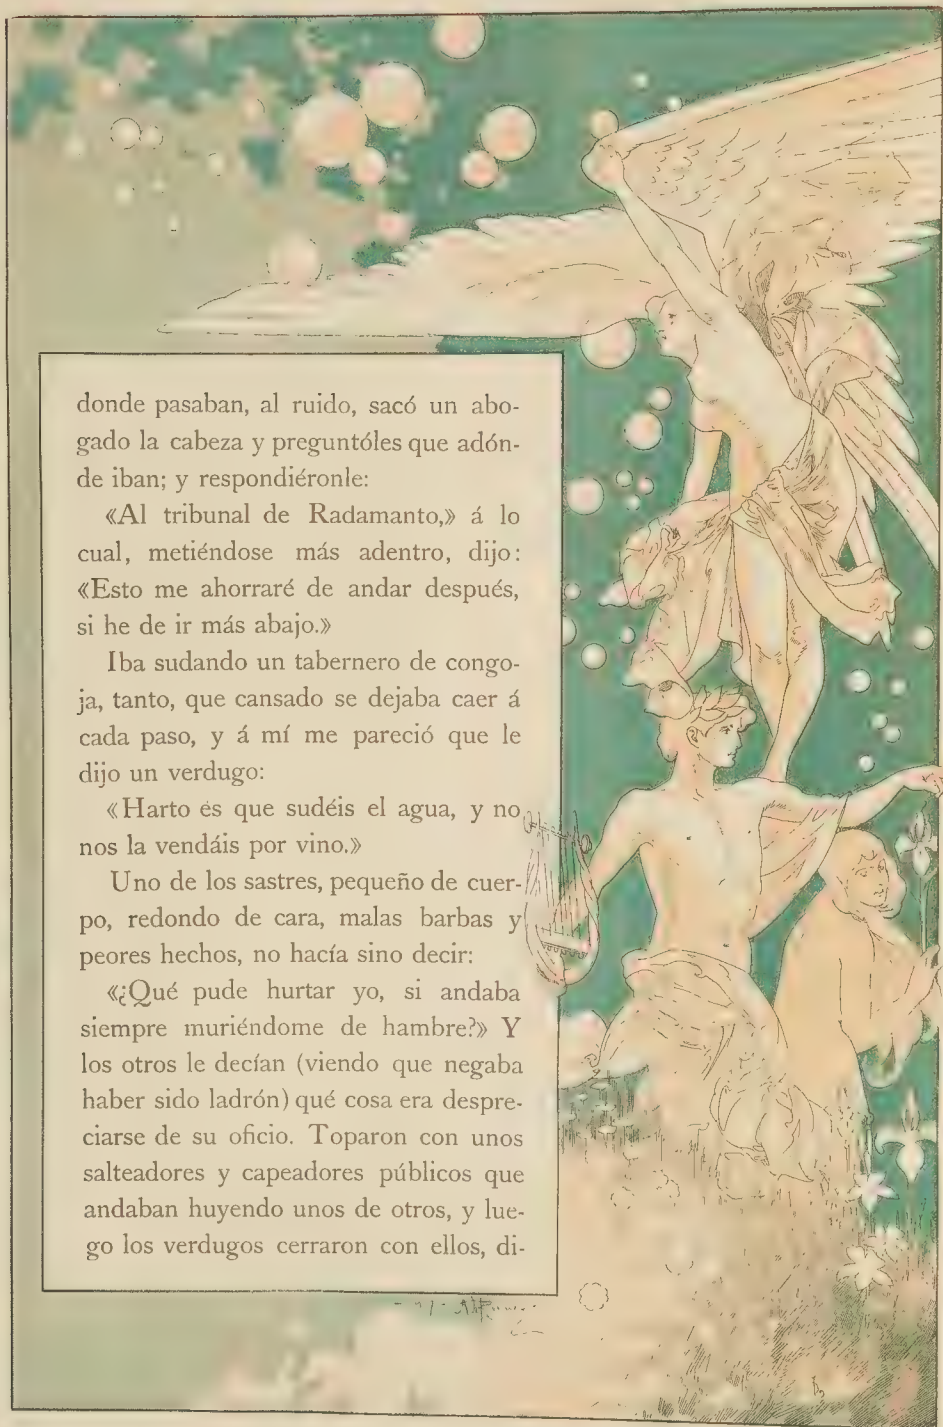 donde pasaban, al ruido, sacó un abo-
gado la cabeza y preguntóles que adón-
de iban; y respondiéronle:
«Al tribunal de Radamanto,» á lo
cual, metiéndose más adentro, dijo:
«Esto me ahorraré de andar después,
si he de ir más abajo.»
Iba sudando un tabernero de congo-
ja, tanto, que cansado se dejaba caer á
cada paso, y á mí me pareció que le
dijo un verdugo:
«Harto es que sudéis el agua, y no
nos la vendáis por vino.»
Uno de los sastres, pequeño de cuer-
po, redondo de cara, malas barbas y
peores hechos, no hacía sino decir:
«¿Qué pude hurtar yo, si andaba
siempre muriéndome de hambre?» Y
los otros le decían (viendo que negaba
haber sido ladrón) qué cosa era despre-
ciarse de su oficio. Toparon con unos
salteadores y capeadores públicos que
andaban huyendo unos de otros, y lue-
go los verdugos cerraron con ellos, di-